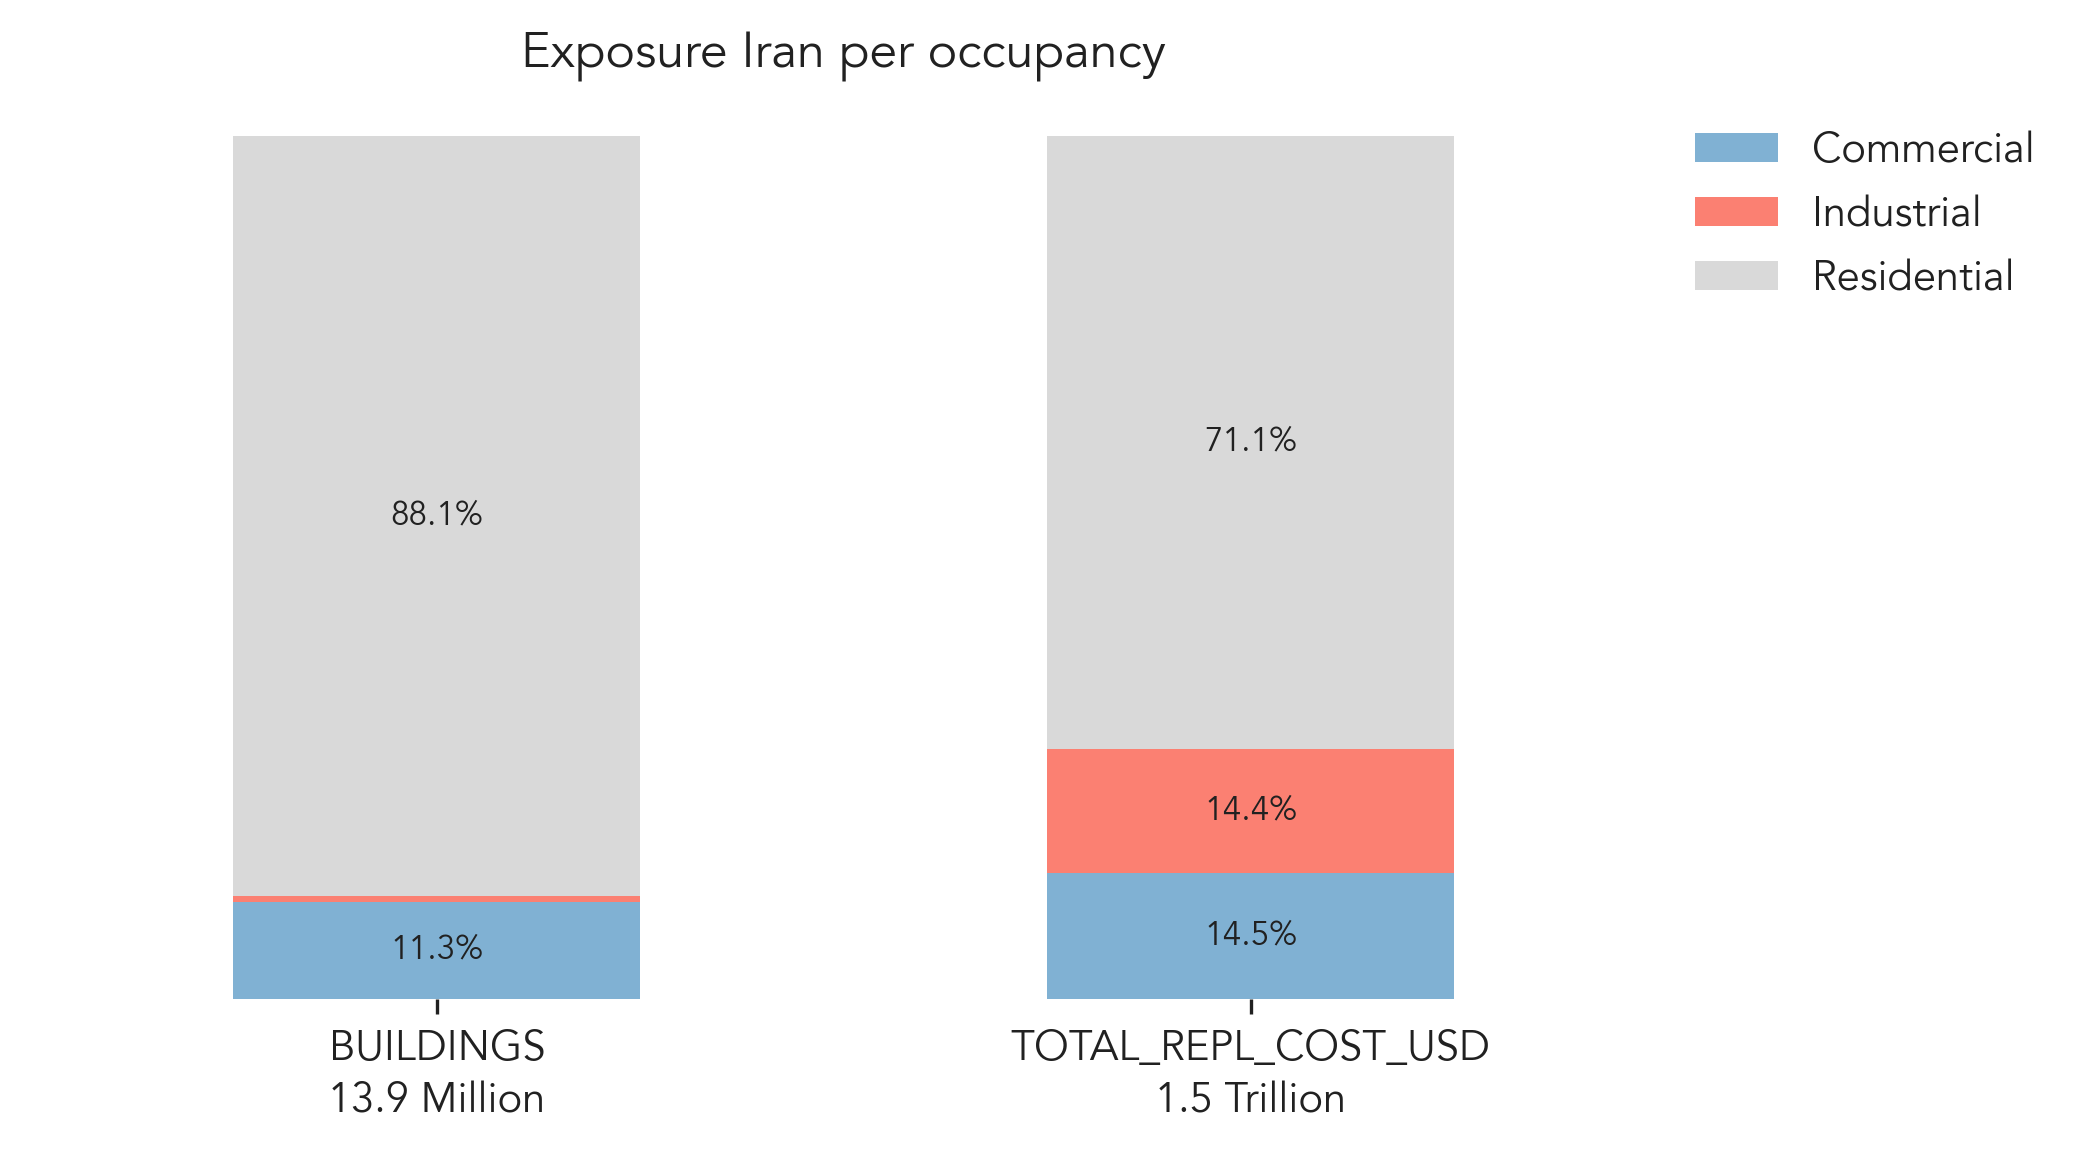 Exposure Iran per occupancy
Commercial
Industrial
Residential
88.1%
11.3%
71.1%
14.4%
14.5%
BUILDINGS
13.9 Million
TOTAL_REPL_COST_USD
1.5 Trillion